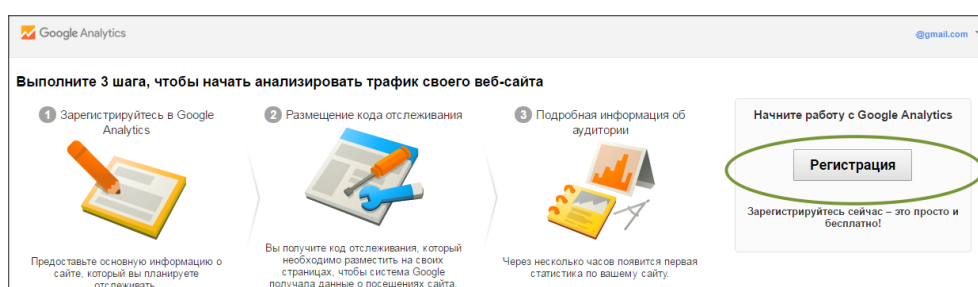 Google Analytics
@gmail.com
Выполните 3 шага, чтобы начать анализировать трафик своего веб-сайта
1 Зарегистрируйтесь в Google
Analytics
Предоставьте основную информацию о
сайте, который вы планируете
отслеживать.
2 Размещение кода отслеживания
Вы получите код отслеживания, который
необходимо разместить на своих
страницах, чтобы система Google
получала данные о посещениях сайта.
3 Подробная информация об
аудитории
Через несколько часов появится первая
статистика по вашему сайту.
Начните работу с Google Analytics
Регистрация
Зарегистрируйтесь сейчас – это просто и
бесплатно!